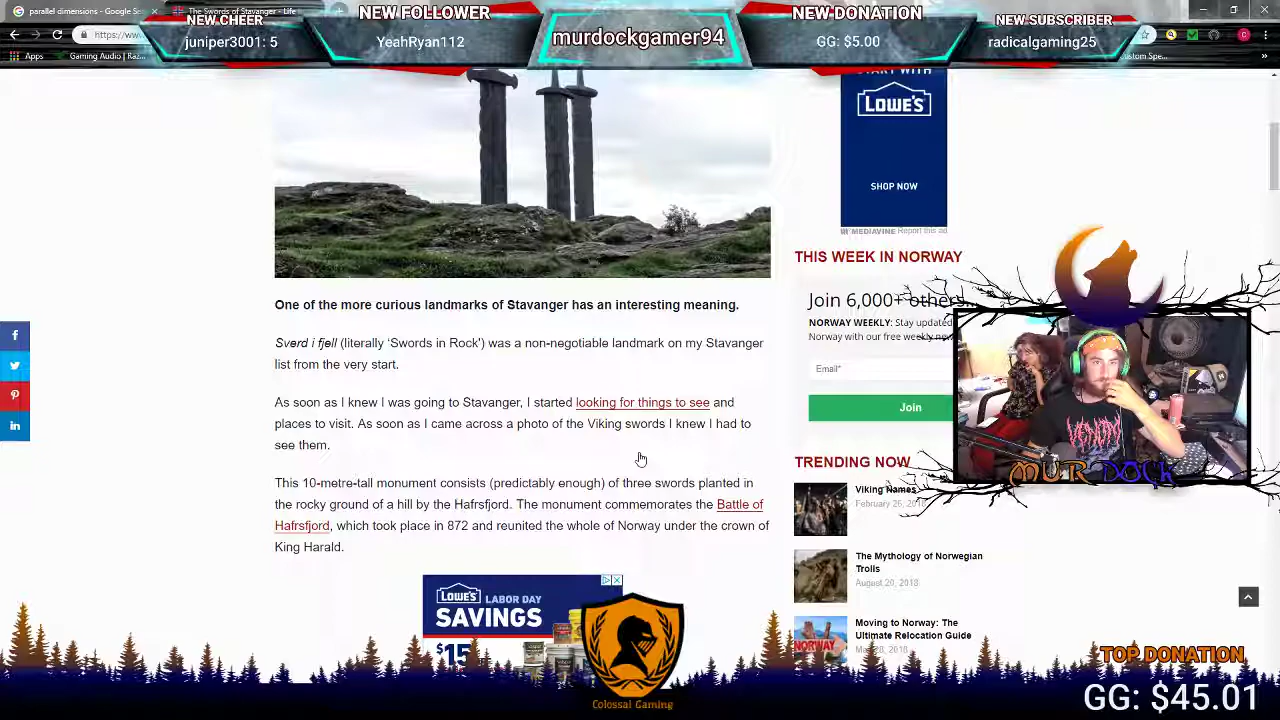 parallel dimensions - Google Se
The Swords of Stavanger - Life
NEW CHEER
juniper3001: 5
NEW FOLLOWER
YeahRyan112
murdockgamer94
NEW DONATION
GG: $5.00
NEW SUBSCRIBER
radicalgaming25
https://ww
Apps
Gaming Audio | Raz...
ustom Spe...
START WITH
LOWE'S
SHOP NOW
MEDIAVINE Report this ad
THIS WEEK IN NORWAY
Join 6,000+ others...
NORWAY WEEKLY: Stay updated
Norway with our free weekly new
Email*
Join
One of the more curious landmarks of Stavanger has an interesting meaning.
Sverd i fjell (literally ‘Swords in Rock’) was a non-negotiable landmark on my Stavanger
list from the very start.
As soon as I knew I was going to Stavanger, I started looking for things to see and
places to visit. As soon as I came across a photo of the Viking swords I knew I had to
see them.
This 10-metre-tall monument consists (predictably enough) of three swords planted in
the rocky ground of a hill by the Hafrsfjord. The monument commemorates the Battle of
Hafrsfjord, which took place in 872 and reunited the whole of Norway under the crown of
King Harald.
MUR DOCK
TRENDING NOW
Viking Names
February 26, 2018
The Mythology of Norwegian
Trolls
August 20, 2018
Moving to Norway: The
Ultimate Relocation Guide
2018
NORWAY
LOWE'S
LABOR DAY
SAVINGS
$15
Colossal Gaming
TOP DONATION
GG: $45.01